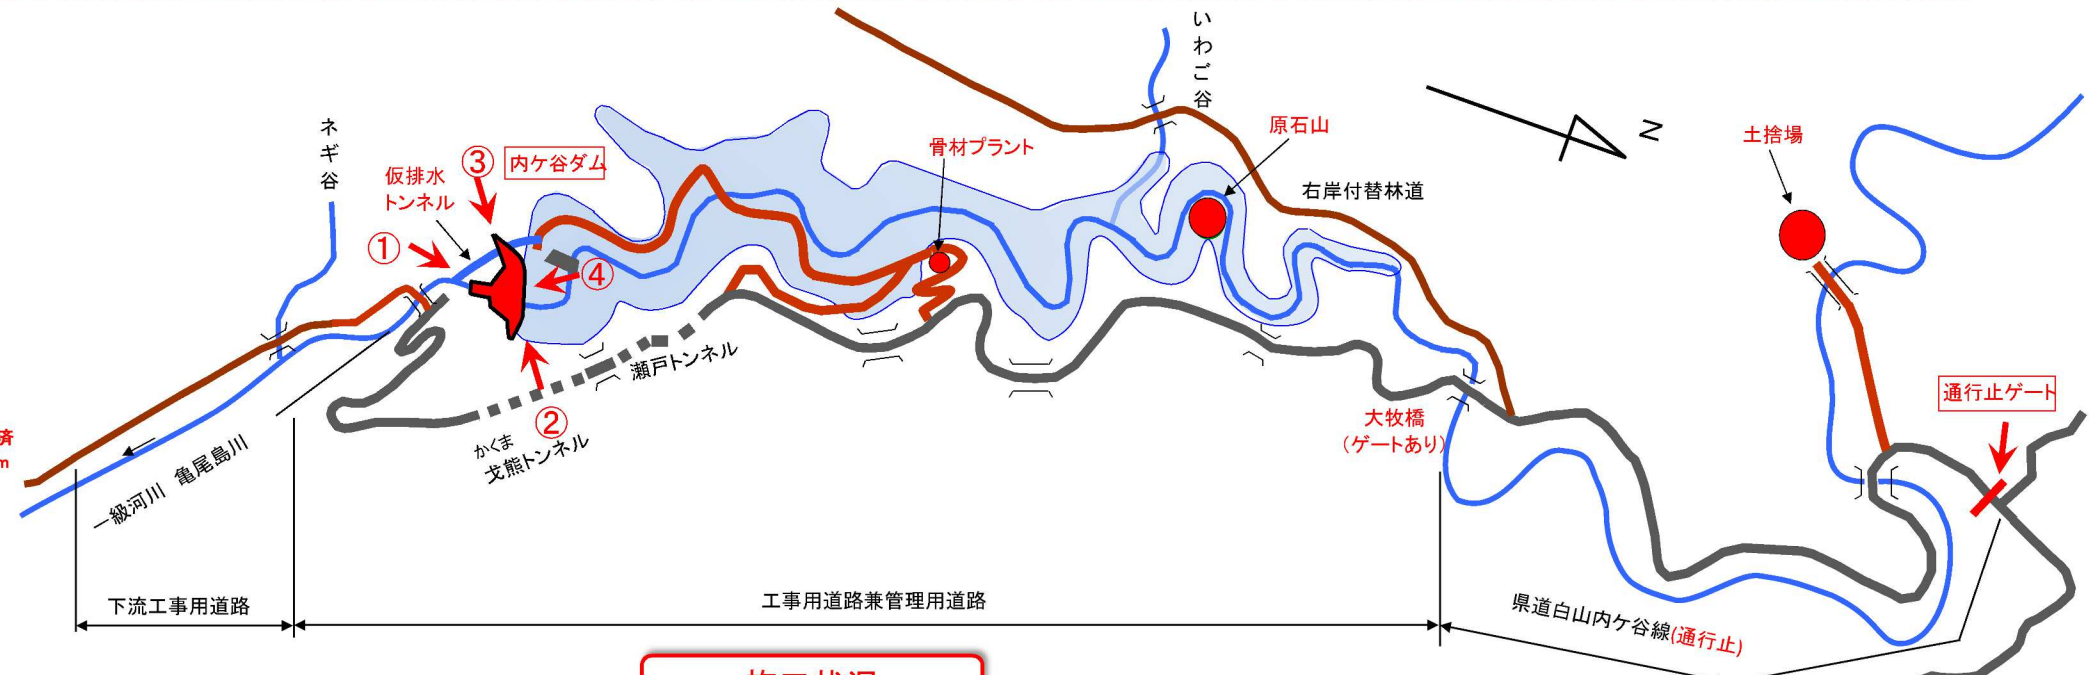 いわご谷
ネギ谷
③
内ケ谷ダム
仮排水
トンネル
①
④
骨材プラント
原石山
右岸付替林道
N
土捨場
通行止ゲート
瀬戸トンネル
②
かくま
戈熊トンネル
大牧橋
(ゲートあり)
済
m
一級河川 亀尾島川
下流工事用道路
工事用道路兼管理用道路
県道白山内ケ谷線(通行止)